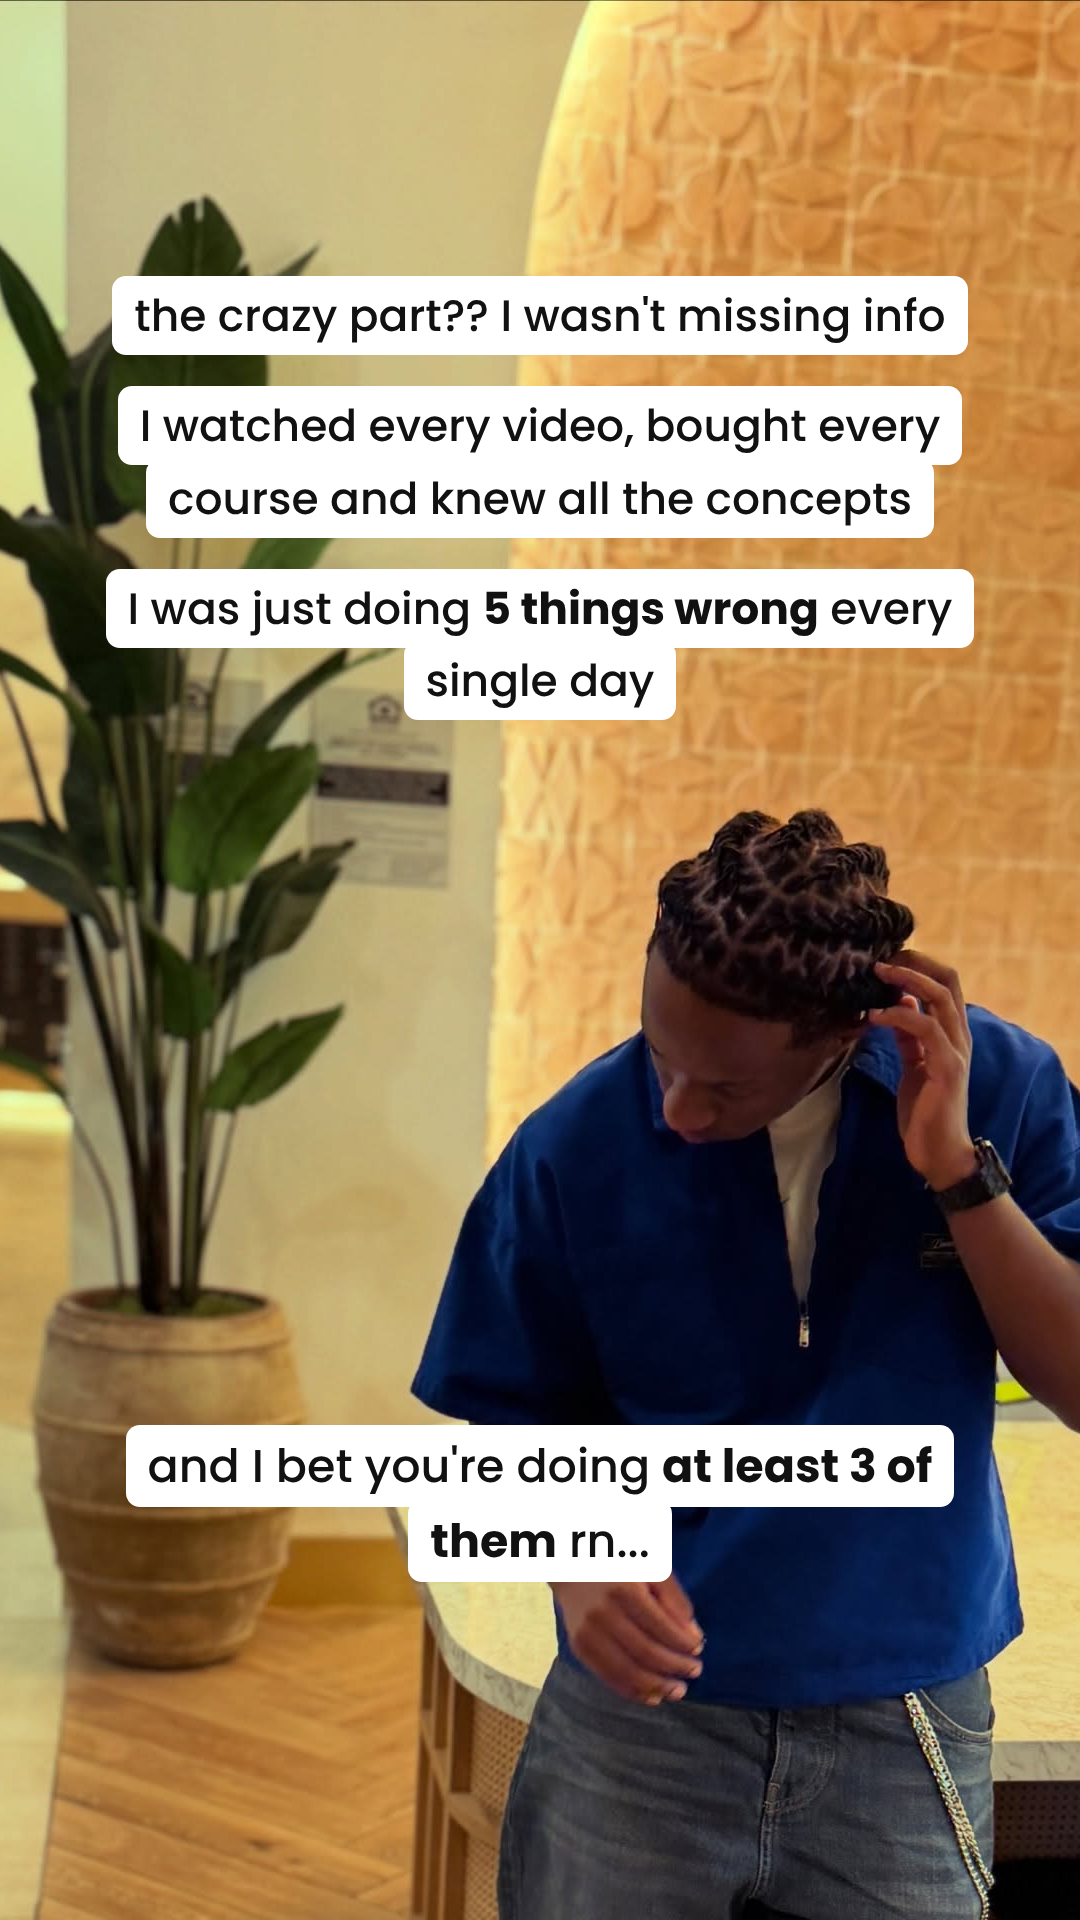 the crazy part?? I wasn't missing info
I watched every video, bought every
course and knew all the concepts
I was just doing 5 things wrong every
single day
and I bet you're doing at least 3 of
them rn...